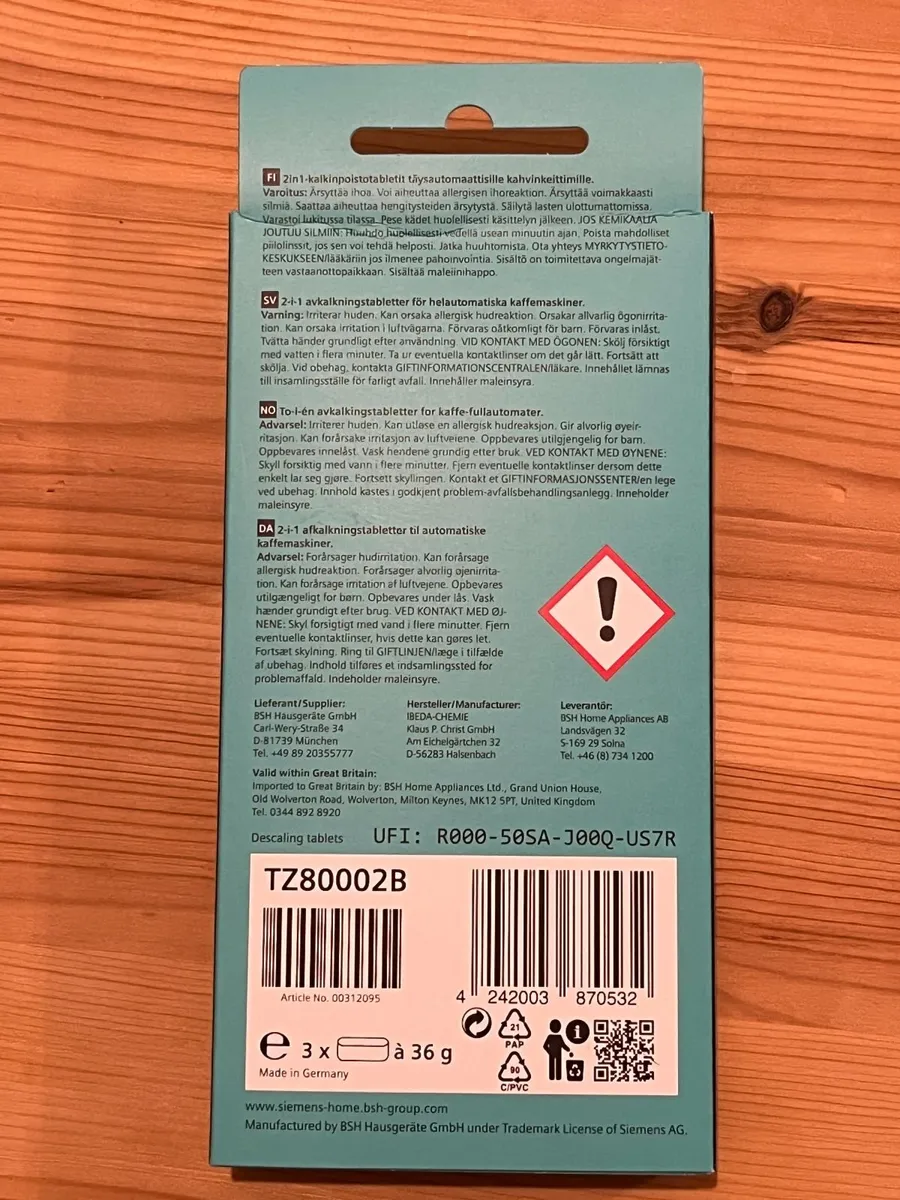 FI 2in1-kalkinpoistotabletit täysautomaattisille kahvinkeittimille.
Varoitus: Ärsyttää ihoa. Voi aiheuttaa allergisen ihoreaktion. Ärsyttää voimakkaasti
silmiä. Saattaa aiheuttaa hengitysteiden ärsytystä. Säilytä lasten ulottumattomissa.
Varastoi lukitussa tilassa. Pese kädet huolellisesti käsittelyn jälkeen. JOS KEMIKAALIA
JOUTUU SILMIIN: Huuhdo huolellisesti vedellä usean minuutin ajan. Poista mahdolliset
piilolinssit, jos sen voi tehdä helposti. Jatka huuhtomista. Ota yhteys MYRKYTYSTIETO-
KESKUKSEEN/lääkäriin jos ilmenee pahoinvointia. Sisältö on toimitettava ongelmajät-
teen vastaanottopaikkaan. Sisältää maleiinihappo.
SV 2-i-1 avkalkningstabletter för helautomatiska kaffemaskiner.
Varning: Irriterar huden. Kan orsaka allergisk hudreaktion. Orsakar allvarlig ögonirrita-
tion. Kan orsaka irritation i luftvägarna. Förvaras oåtkomligt för barn. Förvaras inlåst.
Tvätta händer grundligt efter användning. VID KONTAKT MED ÖGONEN: Skölj försiktigt
med vatten i flera minuter. Ta ur eventuella kontaktlinser om det går lätt. Fortsätt att
skölja. Vid obehag, kontakta GIFTINFORMATIONSCENTRALEN/läkare. Innehållet lämnas
till insamlingsställe för farligt avfall. Innehåller maleinsyra.
NO To-i-én avkalkingstabletter for kaffe-fullautomater.
Advarsel: Irriterer huden. Kan utløse en allergisk hudreaksjon. Gir alvorlig øyeir-
ritasjon. Kan forårsake irritasjon av luftveiene. Oppbevares utilgjengelig for barn.
Oppbevares innelåst. Vask hendene grundig etter bruk. VED KONTAKT MED ØYNENE:
Skyll forsiktig med vann i flere minutter. Fjern eventuelle kontaktlinser dersom dette
enkelt lar seg gjøre. Fortsett skyllingen. Kontakt et GIFTINFORMASJONSSENTER/en lege
ved ubehag. Innhold kastes i godkjent problem-avfallsbehandlingsanlegg. Inneholder
maleinsyre.
DA 2-i-1 afkalkningstabletter til automatiske
kaffemaskiner.
Advarsel: Forårsager hudirritation. Kan forårsage
allergisk hudreaktion. Forårsager alvorlig øjenirrita-
tion. Kan forårsage irritation af luftvejene. Opbevares
utilgængeligt for børn. Opbevares under lås. Vask
hænder grundigt efter brug. VED KONTAKT MED ØJ-
NENE: Skyl forsigtigt med vand i flere minutter. Fjern
eventuelle kontaktlinser, hvis dette kan gøres let.
Fortsæt skylning. Ring til GIFTLINJEN/læge i tilfælde
af ubehag. Indhold tilføres et indsamlingssted for
problemaffald. Indeholder maleinsyre.
Lieferant/Supplier:
BSH Hausgeräte GmbH
Carl-Wery-Straße 34
D-81739 München
Tel. +49 89 20355777
Hersteller/Manufacturer:
IBEDA-CHEMIE
Klaus P. Christ GmbH
Am Eichelgärtchen 32
D-56283 Halsenbach
Leverantör:
BSH Home Appliances AB
Landsvägen 32
S-169 29 Solna
Tel. +46 (8) 734 1200
Valid within Great Britain:
Imported to Great Britain by: BSH Home Appliances Ltd., Grand Union House,
Old Wolverton Road, Wolverton, Milton Keynes, MK12 5PT, United Kingdom
Tel. 0344 892 8920
Descaling tablets UFI: R000-50SA-J00Q-US7R
TZ80002B
Article No. 00312095
4 242003 870532
e 3 x à 36 g
Made in Germany
21
PAP
90
C/PVC
i
www.siemens-home.bsh-group.com
Manufactured by BSH Hausgeräte GmbH under Trademark License of Siemens AG.